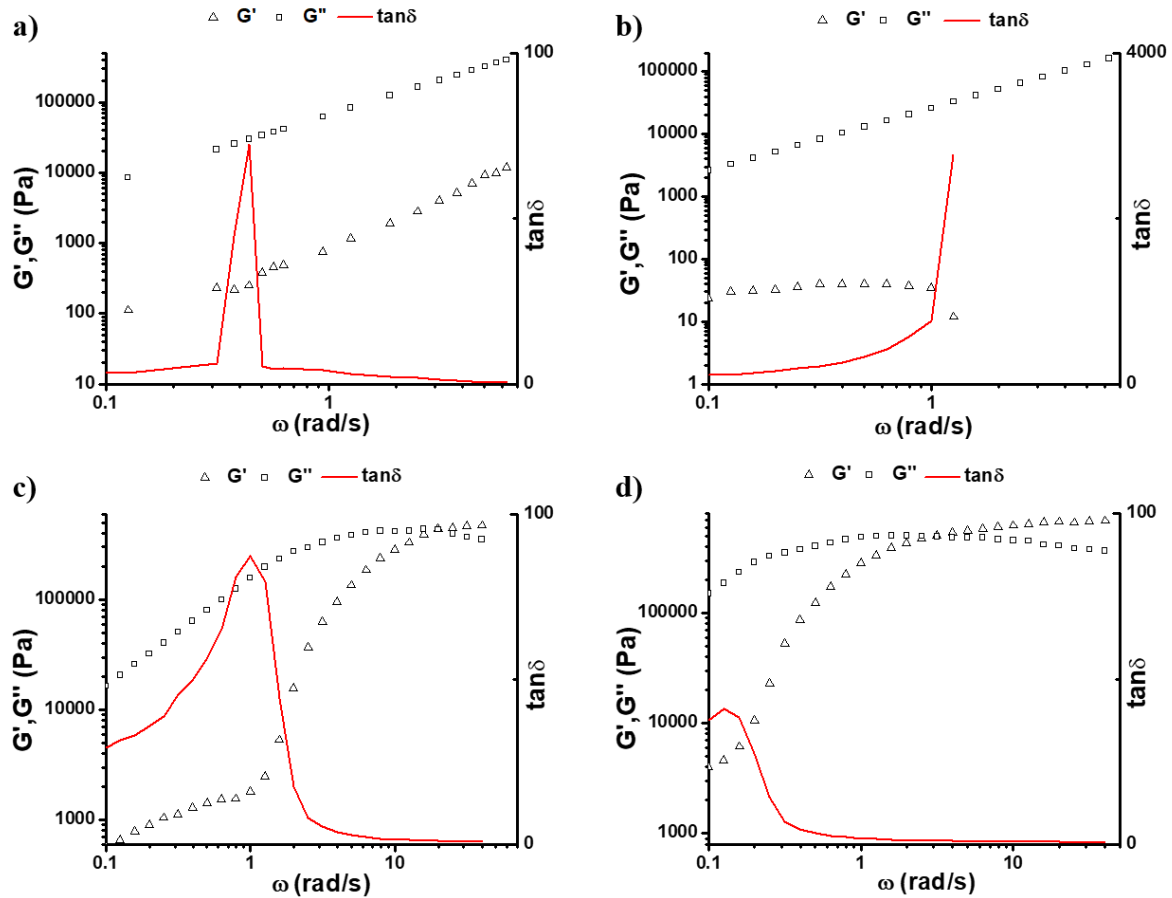 a)
G' G" tanδ
100000
10000
1000
100
10
G',G" (Pa)
0.1 1
ω (rad/s)
100
0
tanδ
b)
G' G" tanδ
100000
10000
1000
100
10
1
G',G" (Pa)
0.1 1
ω (rad/s)
4000
0
tanδ
c)
G' G" tanδ
100000
10000
1000
G',G" (Pa)
0.1 1 10
ω (rad/s)
100
0
tanδ
d)
G' G" tanδ
100000
10000
1000
G',G" (Pa)
0.1 1 10
ω (rad/s)
100
0
tanδ